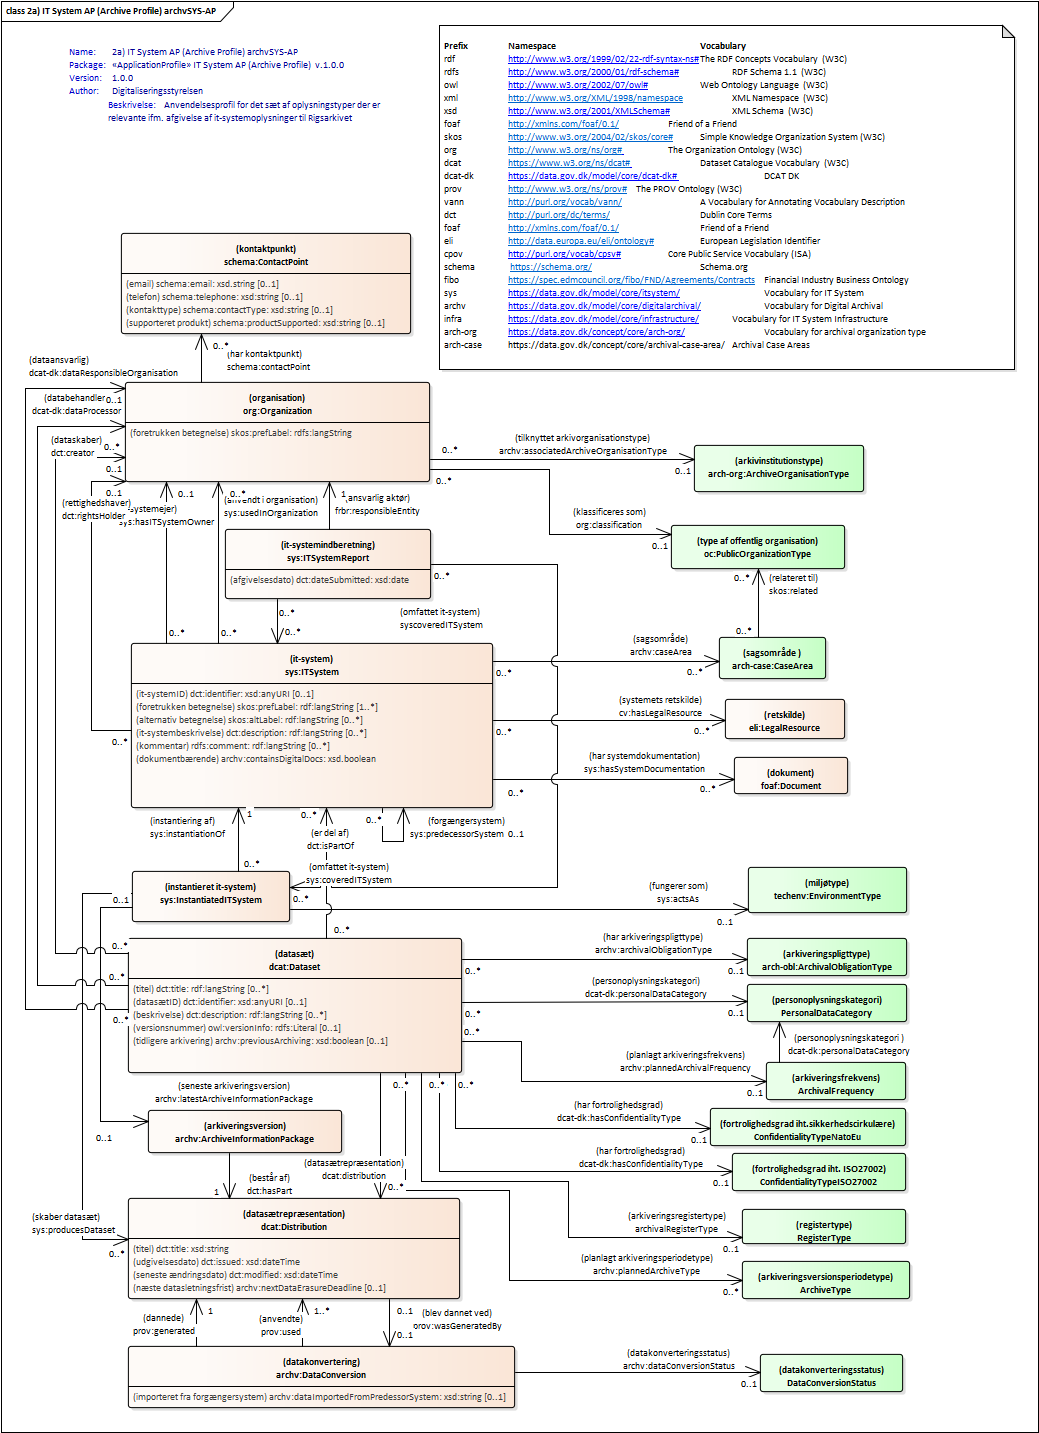 class 2a) IT System AP (Archive Profile) archvSYS-AP
Name: 2a) IT System AP (Archive Profile) archvSYS-AP
Package: «ApplicationProfile» IT System AP (Archive Profile) v.1.0.0
Version: 1.0.0
Author: Digitaliseringsstyrelsen
Beskrivelse: Anvendelsesprofil for det sæt af oplysningstyper der er
relevante ifm. afgivelse af it-systemoplysninger til Rigsarkivet
Prefix Namespace Vocabulary
rdf http://www.w3.org/1999/02/22-rdf-syntax-ns# The RDF Concepts Vocabulary (W3C)
rdfs http://www.w3.org/2000/01/rdf-schema# RDF Schema 1.1 (W3C)
owl http://www.w3.org/2002/07/owl# Web Ontology Language (W3C)
xml http://www.w3.org/XML/1998/namespace XML Namespace (W3C)
xsd http://www.w3.org/2001/XMLSchema# XML Schema (W3C)
foaf http://xmlns.com/foaf/0.1/ Friend of a Friend
skos http://www.w3.org/2004/02/skos/core# Simple Knowledge Organization System (W3C)
org http://www.w3.org/ns/org# The Organization Ontology (W3C)
dcat https://www.w3.org/ns/dcat# Dataset Catalogue Vocabulary (W3C)
dcat-dk https://data.gov.dk/model/core/dcat-dk# DCAT DK
prov http://www.w3.org/ns/prov# The PROV Ontology (W3C)
vann http://purl.org/vocab/vann/ A Vocabulary for Annotating Vocabulary Description
dct http://purl.org/dc/terms/ Dublin Core Terms
foaf http://xmlns.com/foaf/0.1/ Friend of a Friend
eli http://data.europa.eu/eli/ontology# European Legislation Identifier
cpov http://purl.org/vocab/cpsv# Core Public Service Vocabulary (ISA)
schema https://schema.org/ Schema.org
fibo https://spec.edmcouncil.org/fibo/FND/Agreements/Contracts Financial Industry Business Ontology
sys https://data.gov.dk/model/core/itsystem/ Vocabulary for IT System
archv https://data.gov.dk/model/core/digitalarchival/ Vocabulary for Digital Archival
infra https://data.gov.dk/model/core/infrastructure/ Vocabulary for IT System Infrastructure
arch-org https://data.gov.dk/concept/core/arch-org/ Vocabulary for archival organization type
arch-case https://data.gov.dk/concept/core/archival-case-area/ Archival Case Areas
(kontaktpunkt)
schema:ContactPoint
(email) schema:email: xsd.string [0..1]
(telefon) schema:telephone: xsd:string [0..1]
(kontakttype) schema:contactType: xsd:string [0..1]
(supporteret produkt) schema:productSupported: xsd:string [0..1]
0..*
(har kontaktpunkt)
schema:contactPoint
(dataansvarlig)
dcat-dk:dataResponsibleOrganisation
(databehandler)
0..1
dcat-dk:dataProcessor
(dataskaber)
0..*
dct:creator
0..1
0..1
(rettighedshaver)
dct:rightsHolder
(organisation)
org:Organization
(foretrukken betegnelse) skos:prefLabel: rdfs:langString
0..*
(tilknyttet arkivorganisationstype)
archv:associatedArchiveOrganisationType
0..1
(arkivinstitutionstype)
arch-org:ArchiveOrganisationType
0..*
(klassificeres som)
org:classification
0..1
(type af offentlig organisation)
oc:PublicOrganizationType
0..*
(relateret til)
skos:related
0..*
0..1
systemejer)
sys:hasITSystemOwner
0..*
(anvendt i organisation)
sys:usedInOrganization
1
(ansvarlig aktør)
frbr:responsibleEntity
(it-systemindberetning)
sys:ITSystemReport
(afgivelsesdato) dct:dateSubmitted: xsd:date
0..*
0..*
0..*
(omfattet it-system)
syscoveredITSystem
0..*
0..*
(it-system)
sys:ITSystem
(it-systemID) dct:identifier: xsd:anyURI [0..1]
(foretrukken betegnelse) skos:prefLabel: rdf:langString [1..*]
(alternativ betegnelse) skos:altLabel: rdf:langString [0..*]
(it-systembeskrivelse) dct:description: rdf:langString [0..*]
(kommentar) rdfs:comment: rdf:langString [0..*]
(dokumentbærende) archv:containsDigitalDocs: xsd.boolean
0..*
0..*
(sagsområde)
archv:caseArea
0..*
(sagsområde )
arch-case:CaseArea
0..*
(systemets retskilde)
cv:hasLegalResource
0..*
(retskilde)
eli:LegalResource
0..*
(har systemdokumentation)
sys:hasSystemDocumentation
0..*
(dokument)
foaf:Document
(instantiering af)
sys:instantiationOf
1
0..*
0..*
(er del af)
dct:isPartOf
0..*
(forgængersystem)
sys:predecessorSystem 0..1
(omfattet it-system)
sys:coveredITSystem
0..*
(instantieret it-system)
sys:InstantiatedITSystem
0..1
(fungerer som)
sys:actsAs
0..1
(miljøtype)
techenv:EnvironmentType
0..*
0..*
0..*
0..*
(datasæt)
dcat:Dataset
(titel) dct:title: rdf:langString [0..*]
(datasætID) dct:identifier: xsd:anyURI [0..1]
(beskrivelse) dct:description: rdf:langString [0..*]
(versionsnummer) owl:versionInfo: rdfs:Literal [0..1]
(tidligere arkivering) archv:previousArchiving: xsd:boolean [0..1]
0..*
(har arkiveringspligttype)
archv:archivalObligationType
0..1
(arkiveringspligttype)
arch-obl:ArchivalObligationType
0..*
(personoplysningskategori)
dcat-dk:personalDataCategory
0..1
(personoplysningskategori)
PersonalDataCategory
(personoplysningskategori )
dcat-dk:personalDataCategory
0..*
(planlagt arkiveringsfrekvens)
archv:plannedArchivalFrequency
0..1
(arkiveringsfrekvens)
ArchivalFrequency
0..*
0..*
0..*
(har fortrolighedsgrad)
dcat-dk:hasConfidentialityType
0..1
(fortrolighedsgrad iht.sikkerhedscirkulære)
ConfidentialityTypeNatoEu
(har fortrolighedsgrad)
dcat-dk:hasConfidentialityType
0..1
(fortrolighedsgrad iht. ISO27002)
ConfidentialityTypeISO27002
(seneste arkiveringsversion)
archv:latestArchiveInformationPackage
0..1
(arkiveringsversion)
archv:ArchiveInformationPackage
(består af)
dct:hasPart
1
(datasætrepræsentation)
dcat:distribution
0..*
(skaber datasæt)
sys:producesDataset
0..*
(arkiveringsregistertype)
archivalRegisterType
0..1
(registertype)
RegisterType
(planlagt arkiveringsperiodetype)
archv:plannedArchiveType
0..*
(arkiveringsversionsperiodetype)
ArchiveType
(datasætrepræsentation)
dcat:Distribution
(titel) dct:title: xsd:string
(udgivelsesdato) dct:issued: xsd:dateTime
(seneste ændringsdato) dct:modified: xsd:dateTime
(næste datasletningsfrist) archv:nextDataErasureDeadline [0..1]
(dannede)
prov:generated
1
(anvendte)
prov:used
1..*
0..1
0..1
(blev dannet ved)
prov:wasGeneratedBy
(datakonvertering)
archv:DataConversion
(importeret fra forgængersystem) archv:dataImportedFromPredessorSystem: xsd:string [0..1]
(datakonverteringsstatus)
archv:dataConversionStatus
0..1
(datakonverteringsstatus)
DataConversionStatus